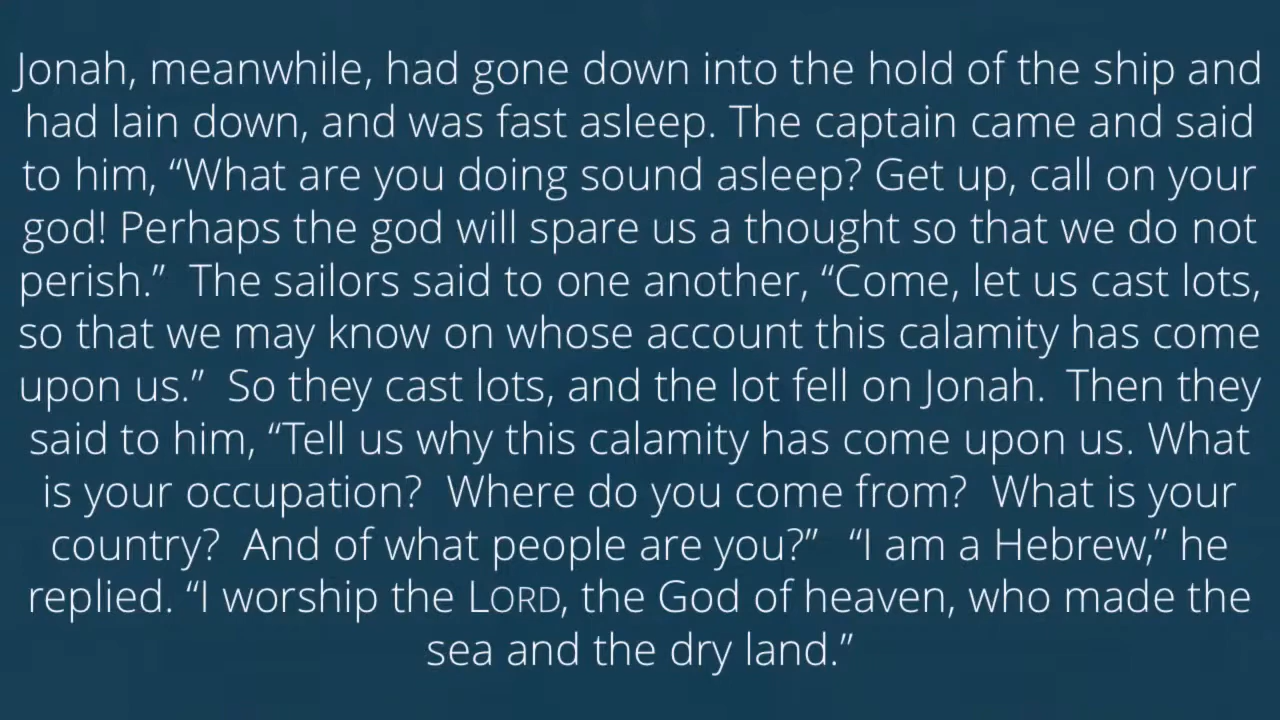 Jonah, meanwhile, had gone down into the hold of the ship and
had lain down, and was fast asleep. The captain came and said
to him, “What are you doing sound asleep? Get up, call on your
god! Perhaps the god will spare us a thought so that we do not
perish.”  The sailors said to one another, “Come, let us cast lots,
so that we may know on whose account this calamity has come
upon us.”  So they cast lots, and the lot fell on Jonah.  Then they
said to him, “Tell us why this calamity has come upon us. What
is your occupation?  Where do you come from?  What is your
country?  And of what people are you?”  “I am a Hebrew,” he
replied. “I worship the LORD, the God of heaven, who made the
sea and the dry land.”